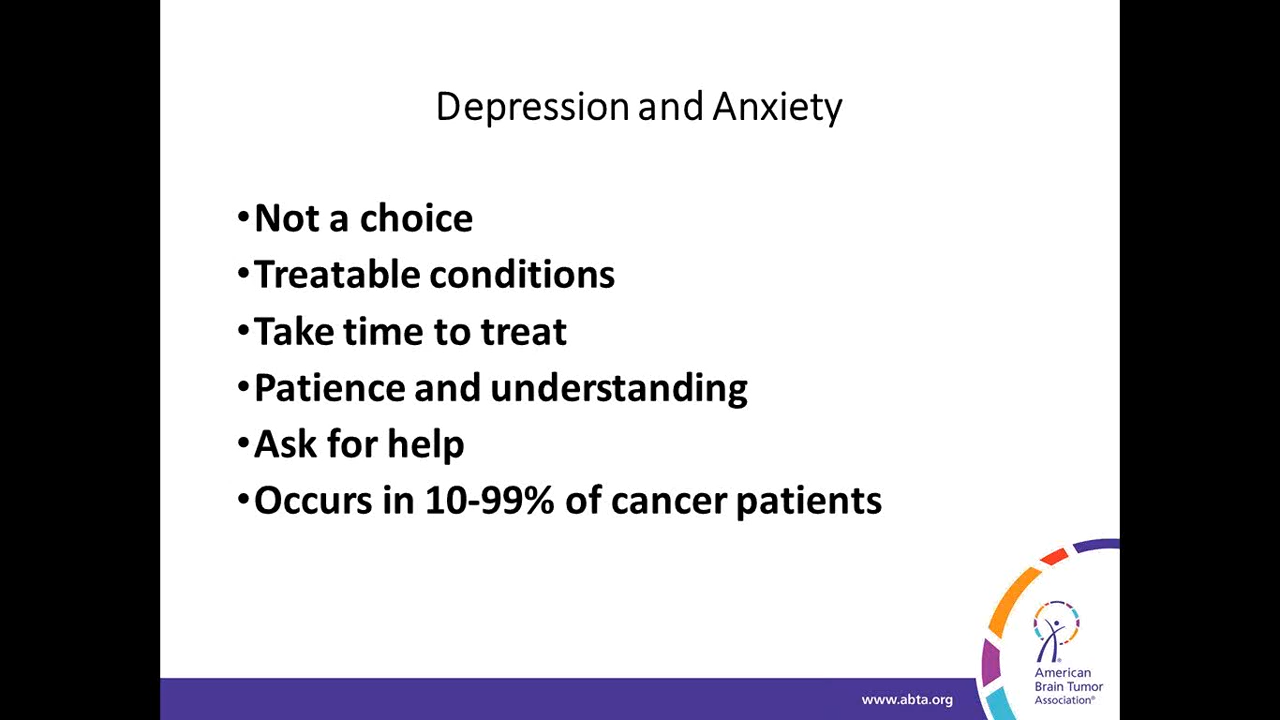 Depression and Anxiety
•Not a choice
•Treatable conditions
•Take time to treat
•Patience and understanding
•Ask for help
•Occurs in 10-99% of cancer patients
American
Brain Tumor
Association®
www.abta.org